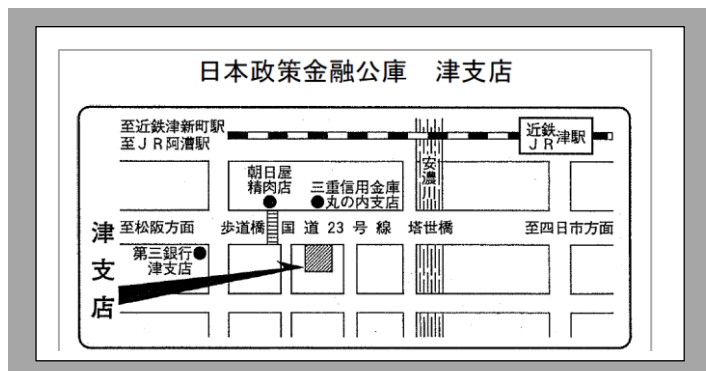 日本政策金融公庫 津支店
至近鉄津新町駅
至JR阿漕駅
近鉄
JR
津駅
安濃
朝日屋
精肉店
三重信用金庫
丸の内支店
津支店
至松阪方面
歩道橋
国道23号線
塔世橋
至四日市方面
第三銀行
津支店